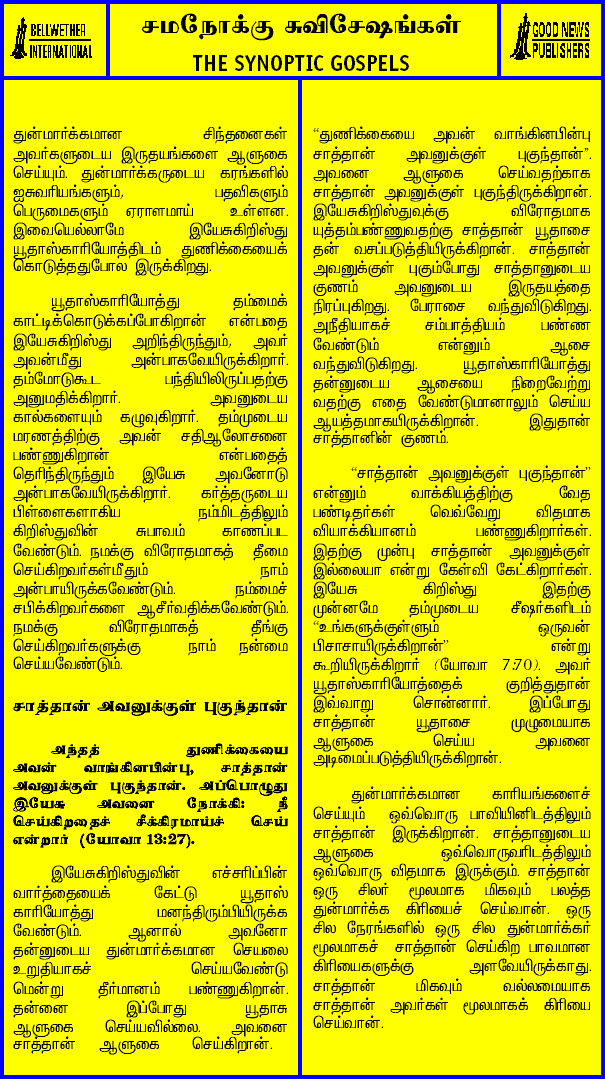 BELLWETHER
INTERNATIONAL
சமநோக்கு சுவிசேஷங்கள்
THE SYNOPTIC GOSPELS
GOOD NEWS
PUBLISHERS
துன்மார்க்கமான சிந்தனைகள்
அவர்களுடைய இருதயங்களை ஆளுகை
செய்யும். துன்மார்க்கருடைய கரங்களில்
ஐசுவரியங்களும், பதவிகளும்
பெருமைகளும் ஏராளமாய் உள்ளன.
இவையெல்லாமே இயேசுகிறிஸ்து
யூதாஸ்காரியோத்திடம் துணிக்கையைக்
கொடுத்ததுபோல இருக்கிறது.
யூதாஸ்காரியோத்து தம்மைக்
காட்டிக்கொடுக்கப்போகிறான் என்பதை
இயேசுகிறிஸ்து அறிந்திருந்தும், அவர்
அவன்மீது அன்பாகவேயிருக்கிறார்.
தம்மோடுகூட பந்தியிலிருப்பதற்கு
அனுமதிக்கிறார். அவனுடைய
கால்களையும் கழுவுகிறார். தம்முடைய
மரணத்திற்கு அவன் சதிஆலோசனை
பண்ணுகிறான் என்பதைத்
தெரிந்திருந்தும் இயேசு அவனோடு
அன்பாகவேயிருக்கிறார். கர்த்தருடைய
பிள்ளைகளாகிய நம்மிடத்திலும்
கிறிஸ்துவின் சுபாவம் காணப்பட
வேண்டும். நமக்கு விரோதமாகத் தீமை
செய்கிறவர்கள்மீதும் நாம்
அன்பாயிருக்கவேண்டும். நம்மைச்
சபிக்கிறவர்களை ஆசீர்வதிக்கவேண்டும்.
நமக்கு விரோதமாகத் தீங்கு
செய்கிறவர்களுக்கு நாம் நன்மை
செய்யவேண்டும்.
சாத்தான் அவனுக்குள் புகுந்தான்
அந்தத் துணிக்கையை
அவன் வாங்கினபின்பு, சாத்தான்
அவனுக்குள் புகுந்தான். அப்பொழுது
இயேசு அவனை நோக்கி: நீ
செய்கிறதைச் சீக்கிரமாய்ச் செய்
என்றார் (யோவா 13:27).
இயேசுகிறிஸ்துவின் எச்சரிப்பின்
வார்த்தையைக் கேட்டு யூதாஸ்
காரியோத்து மனந்திரும்பியிருக்க
வேண்டும். ஆனால் அவனோ
தன்னுடைய துன்மார்க்கமான செயலை
உறுதியாகச் செய்யவேண்டு
மென்று தீர்மானம் பண்ணுகிறான்.
தன்னை இப்போது யூதாசு
ஆளுகை செய்யவில்லை. அவனை
சாத்தான் ஆளுகை செய்கிறான்.
“துணிக்கையை அவன் வாங்கினபின்பு
சாத்தான் அவனுக்குள் புகுந்தான்”.
அவனை ஆளுகை செய்வதற்காக
சாத்தான் அவனுக்குள் புகுந்திருக்கிறான்.
இயேசுகிறிஸ்துவுக்கு விரோதமாக
யுத்தம்பண்ணுவதற்கு சாத்தான் யூதாசை
தன் வசப்படுத்தியிருக்கிறான். சாத்தான்
அவனுக்குள் புகும்போது சாத்தானுடைய
குணம் அவனுடைய இருதயத்தை
நிரப்புகிறது. பேராசை வந்துவிடுகிறது.
அநீதியாகச் சம்பாத்தியம் பண்ண
வேண்டும் என்னும் ஆசை
வந்துவிடுகிறது. யூதாஸ்காரியோத்து
தன்னுடைய ஆசையை நிறைவேற்று
வதற்கு எதை வேண்டுமானாலும் செய்ய
ஆயத்தமாகயிருக்கிறான். இதுதான்
சாத்தானின் குணம்.
“சாத்தான் அவனுக்குள் புகுந்தான்”
என்னும் வாக்கியத்திற்கு வேத
பண்டிதர்கள் வெவ்வேறு விதமாக
வியாக்கியானம் பண்ணுகிறார்கள்.
இதற்கு முன்பு சாத்தான் அவனுக்குள்
இல்லையா என்று கேள்வி கேட்கிறார்கள்.
இயேசு கிறிஸ்து இதற்கு
முன்னமே தம்முடைய சீஷர்களிடம்
“உங்களுக்குள்ளும் ஒருவன்
பிசாசாயிருக்கிறான்” என்று
கூறியிருக்கிறார் (யோவா 7:70). அவர்
யூதாஸ்காரியோத்தைக் குறித்துதான்
இவ்வாறு சொன்னார். இப்போது
சாத்தான் யூதாசை முழுமையாக
ஆளுகை செய்ய அவனை
அடிமைப்படுத்தியிருக்கிறான்.
துன்மார்க்கமான காரியங்களைச்
செய்யும் ஒவ்வொரு பாவியினிடத்திலும்
சாத்தான் இருக்கிறான். சாத்தானுடைய
ஆளுகை ஒவ்வொருவரிடத்திலும்
ஒவ்வொரு விதமாக இருக்கும். சாத்தான்
ஒரு சிலர் மூலமாக மிகவும் பலத்த
துன்மார்க்க கிரியைச் செய்வான். ஒரு
சில நேரங்களில் ஒரு சில துன்மார்க்கர்
மூலமாகச் சாத்தான் செய்கிற பாவமான
கிரியைகளுக்கு அளவேயிருக்காது.
சாத்தான் மிகவும் வல்லமையாக
சாத்தான் அவர்கள் மூலமாகக் கிரியை
செய்வான்.